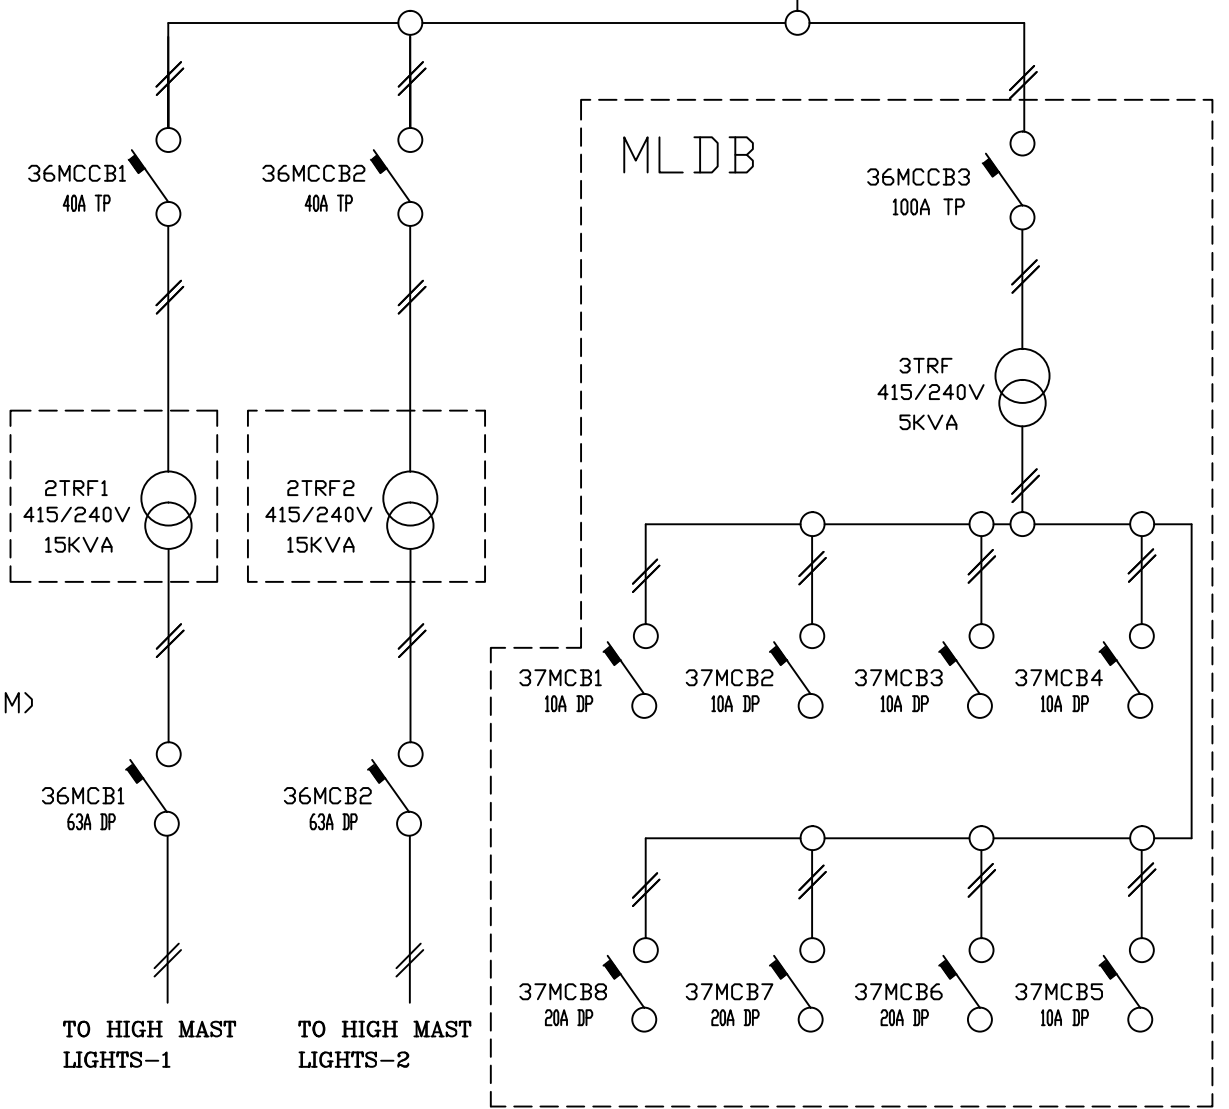 MLDB
36MCCB1
40A TP
36MCCB2
40A TP
36MCCB3
100A TP
3TRF
415/240V
5KVA
2TRF1
415/240V
15KVA
2TRF2
415/240V
15KVA
37MCB1
10A DP
37MCB2
10A DP
37MCB3
10A DP
37MCB4
10A DP
M)
36MCB1
63A DP
36MCB2
63A DP
37MCB8
20A DP
37MCB7
20A DP
37MCB6
20A DP
37MCB5
10A DP
TO HIGH MAST
LIGHTS-1
TO HIGH MAST
LIGHTS-2